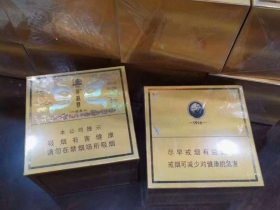 本公司提示
吸烟有害健康
请勿在禁烟场所吸烟
1916
尽早戒烟有益健康
戒烟可减少对健康的危害